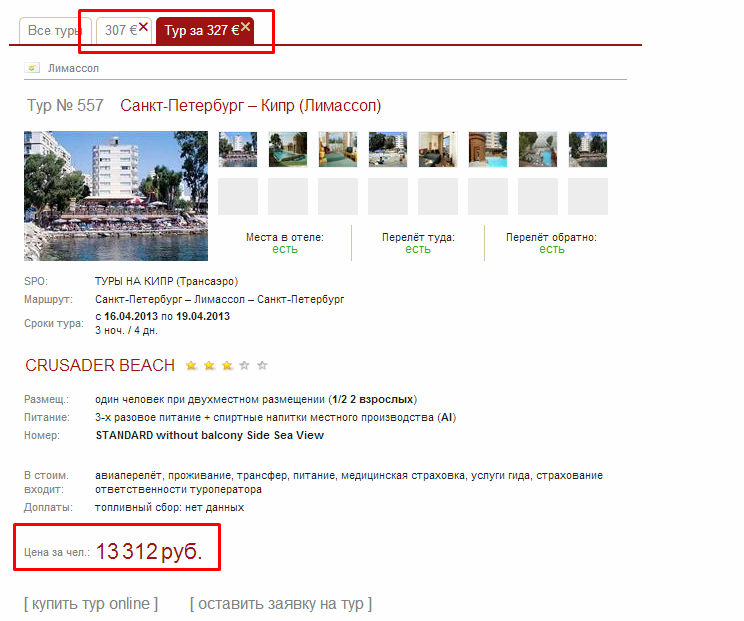 Все туры 307 € Тур за 327 €
Лимассол
Тур № 557 Санкт-Петербург – Кипр (Лимассол)
Места в отеле: Перелёт туда: Перелёт обратно:
есть есть есть
SPO: ТУРЫ НА КИПР (Трансаэро)
Маршрут: Санкт-Петербург – Лимассол – Санкт-Петербург
Сроки тура: с 16.04.2013 по 19.04.2013
3 ноч. / 4 дн.
CRUSADER BEACH
Размещ.: один человек при двухместном размещении (1/2 2 взрослых)
Питание: 3-х разовое питание + спиртные напитки местного производства (AI)
Номер: STANDARD without balcony Side Sea View
В стоим. авиаперелёт, проживание, трансфер, питание, медицинская страховка, услуги гида, страхование
входит: ответственности туроператора
Доплаты: топливный сбор: нет данных
Цена за чел.: 13 312 руб.
[ купить тур online ] [ оставить заявку на тур ]